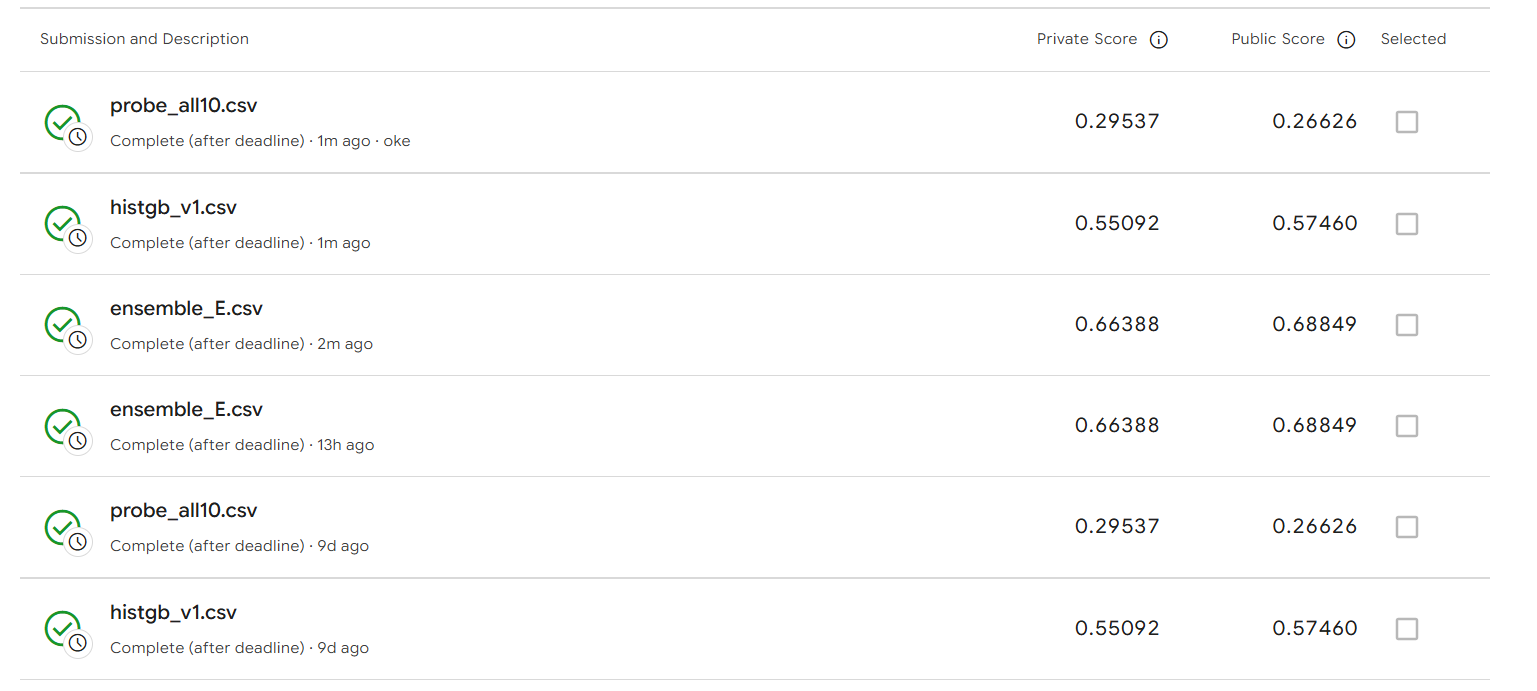 Submission and Description Private Score Public Score Selected
probe_all10.csv
Complete (after deadline) · 1m ago · oke
0.29537 0.26626
histgb_v1.csv
Complete (after deadline) · 1m ago
0.55092 0.57460
ensemble_E.csv
Complete (after deadline) · 2m ago
0.66388 0.68849
ensemble_E.csv
Complete (after deadline) · 13h ago
0.66388 0.68849
probe_all10.csv
Complete (after deadline) · 9d ago
0.29537 0.26626
histgb_v1.csv
Complete (after deadline) · 9d ago
0.55092 0.57460